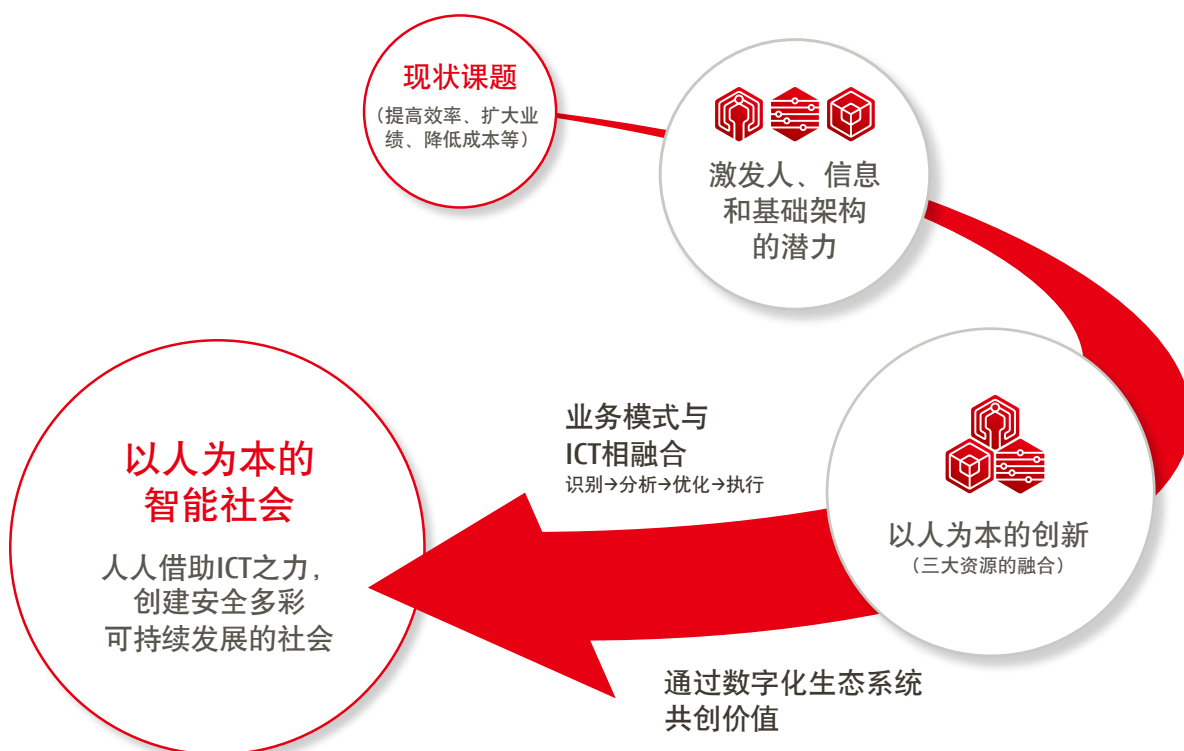 现状课题
（提高效率、扩大业
绩、降低成本等）
激发人、信息
和基础架构
的潜力
以人为本的创新
（三大资源的融合）
业务模式与
ICT相融合
识别→分析→优化→执行
通过数字化生态系统
共创价值
以人为本的
智能社会
人人借助ICT之力，
创建安全多彩
可持续发展的社会